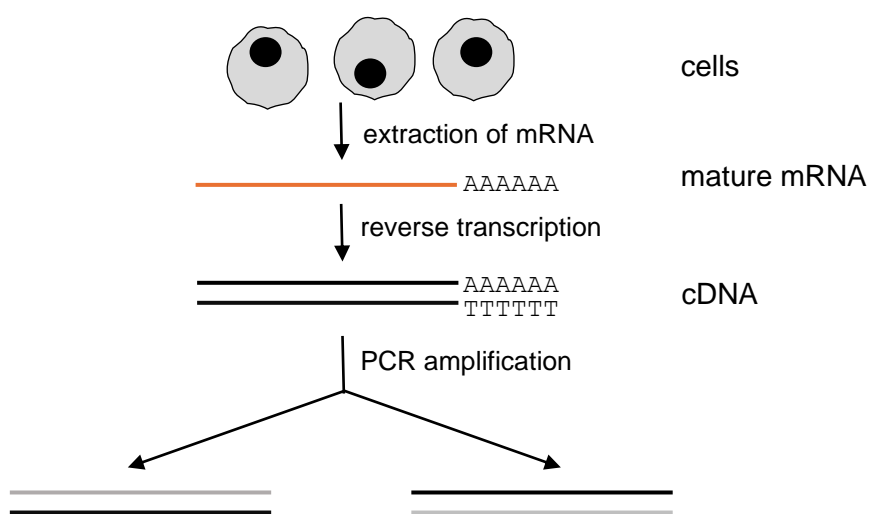 cells
extraction of mRNA
AAAAAA
mature mRNA
reverse transcription
AAAAAA
TTTTTT
cDNA
PCR amplification